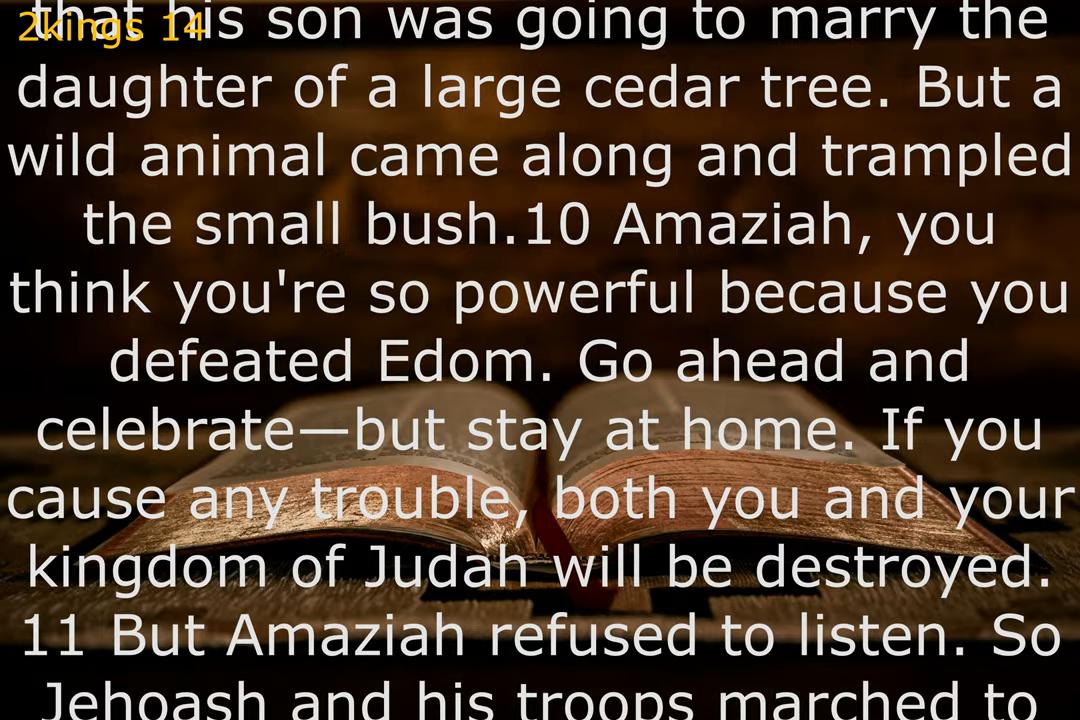 2kings 14
that his son was going to marry the
daughter of a large cedar tree. But a
wild animal came along and trampled
the small bush.10 Amaziah, you
think you're so powerful because you
defeated Edom. Go ahead and
celebrate—but stay at home. If you
cause any trouble, both you and your
kingdom of Judah will be destroyed.
11 But Amaziah refused to listen. So
Jehoash and his troops marched to